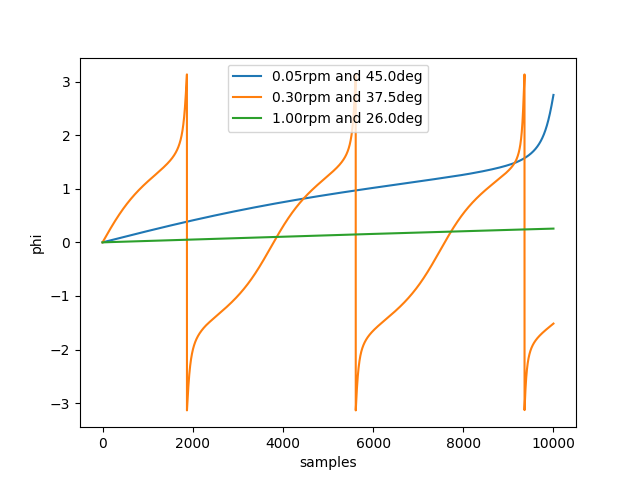 0.05rpm and 45.0deg
0.30rpm and 37.5deg
1.00rpm and 26.0deg
3
2
1
0
−1
−2
−3
phi
0 2000 4000 6000 8000 10000
samples